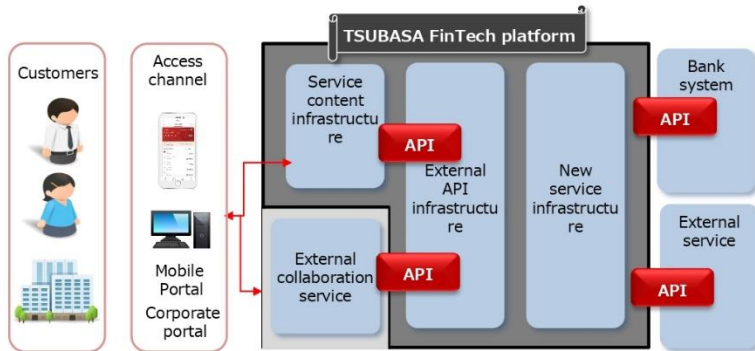 TSUBASA FinTech platform
Customers
Access
channel
Mobile
Portal
Corporate
portal
Service
content
infrastructu
re
API
External
API
infrastructu
re
New
service
infrastructu
re
External
collaboration
service
API
Bank
system
API
External
service
API